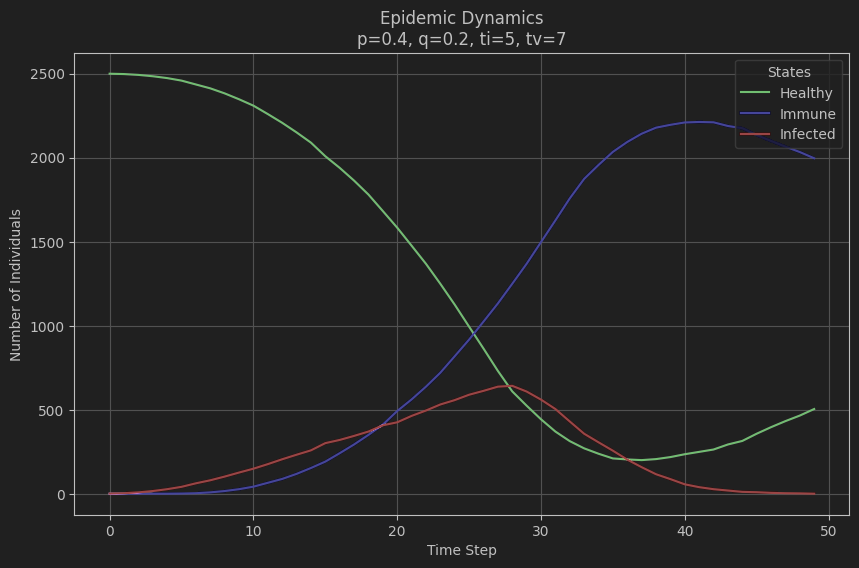 Epidemic Dynamics
p=0.4, q=0.2, ti=5, tv=7
States
Healthy
Immune
Infected
2500
2000
1500
1000
500
0
Number of Individuals
0 10 20 30 40 50
Time Step